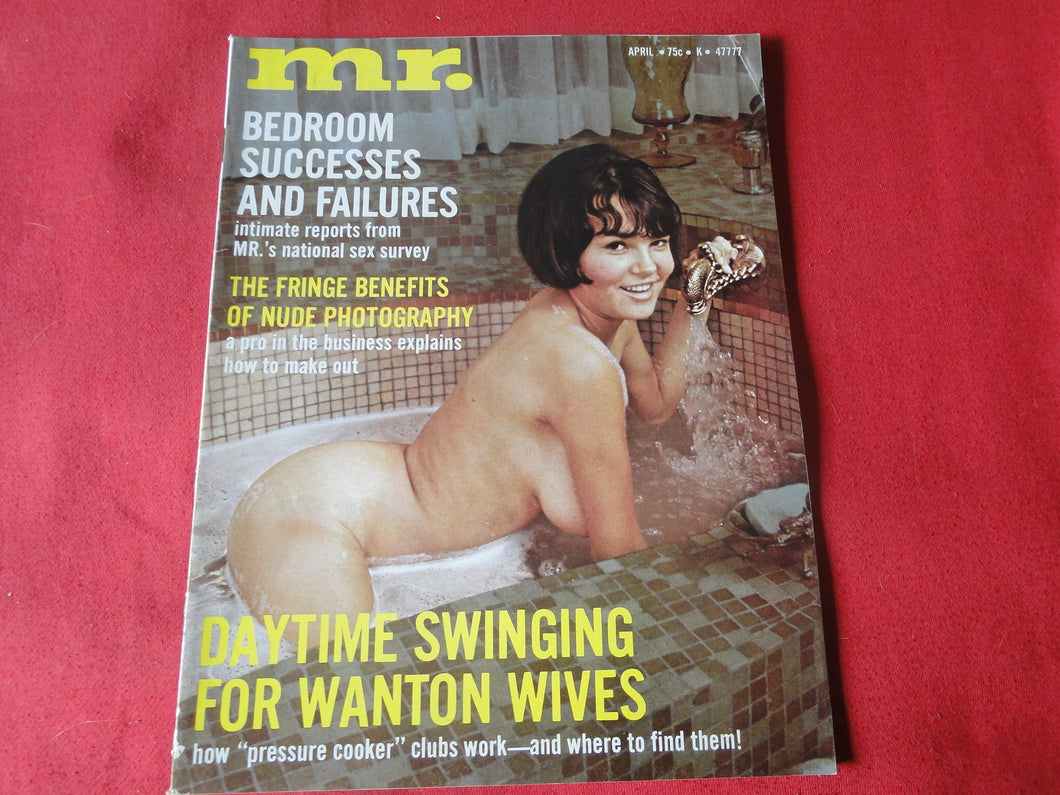 mr.
APRIL • 75c • K • 47777
BEDROOM
SUCCESSES
AND FAILURES
intimate reports from
MR.'s national sex survey
THE FRINGE BENEFITS
OF NUDE PHOTOGRAPHY
a pro in the business explains
how to make out
DAYTIME SWINGING
FOR WANTON WIVES
how "pressure cooker" clubs work—and where to find them!